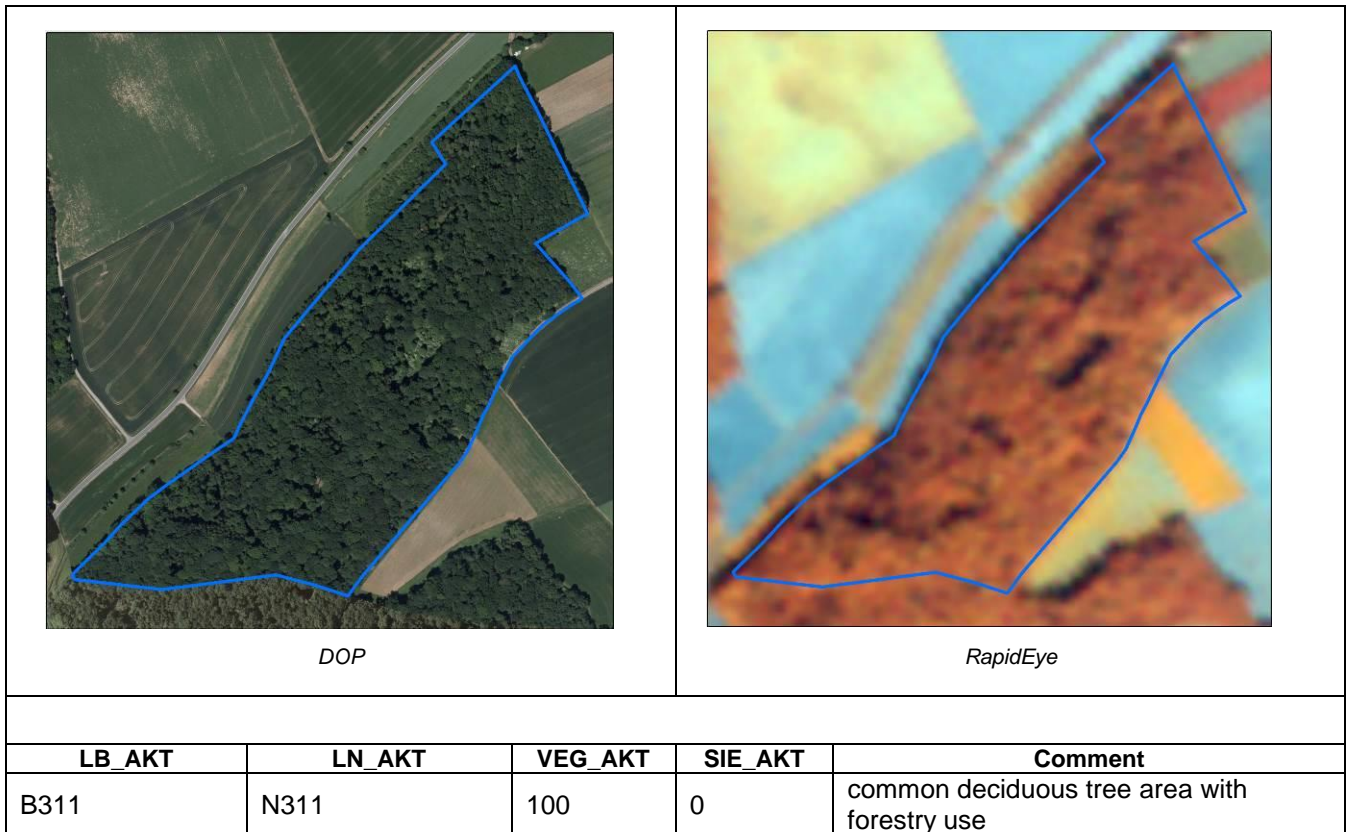 DOP
RapidEye
LB_AKT LN_AKT VEG_AKT SIE_AKT Comment
B311 N311 100 0 common deciduous tree area with
forestry use